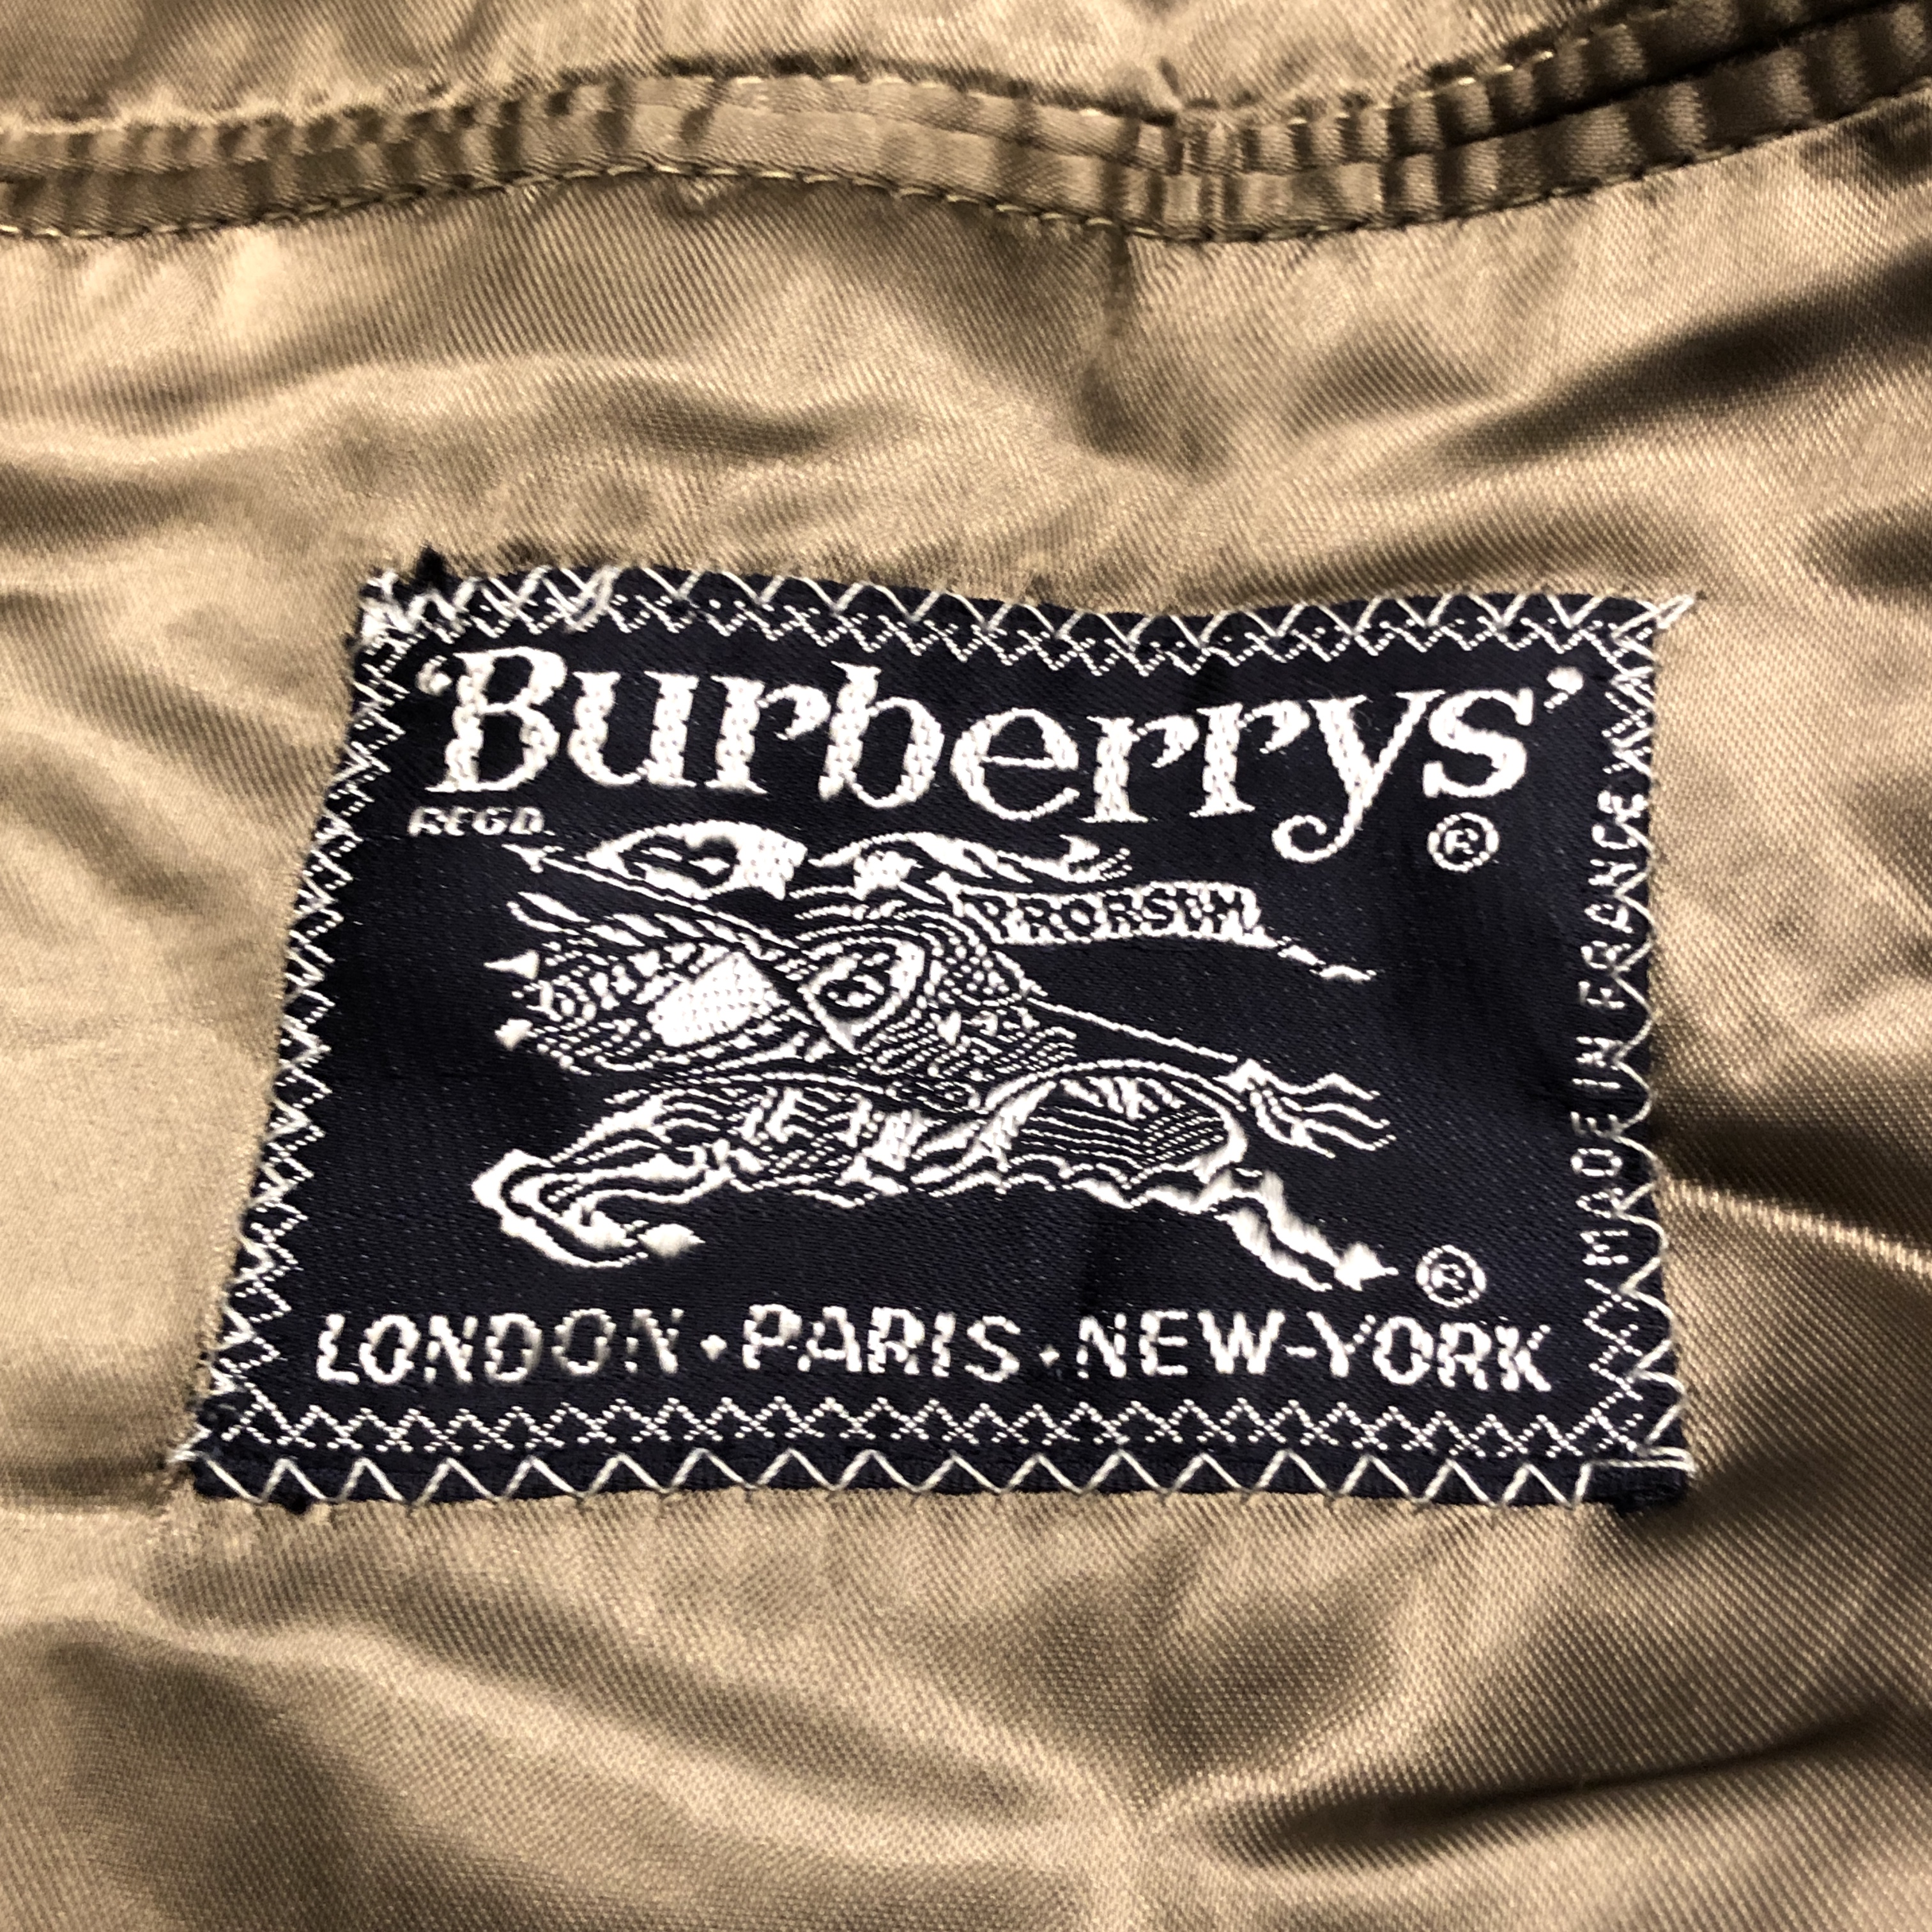 'Burberrys'
REGD. ®
PRORSUM
®
LONDON • PARIS • NEW-YORK
MADE IN FRANCE